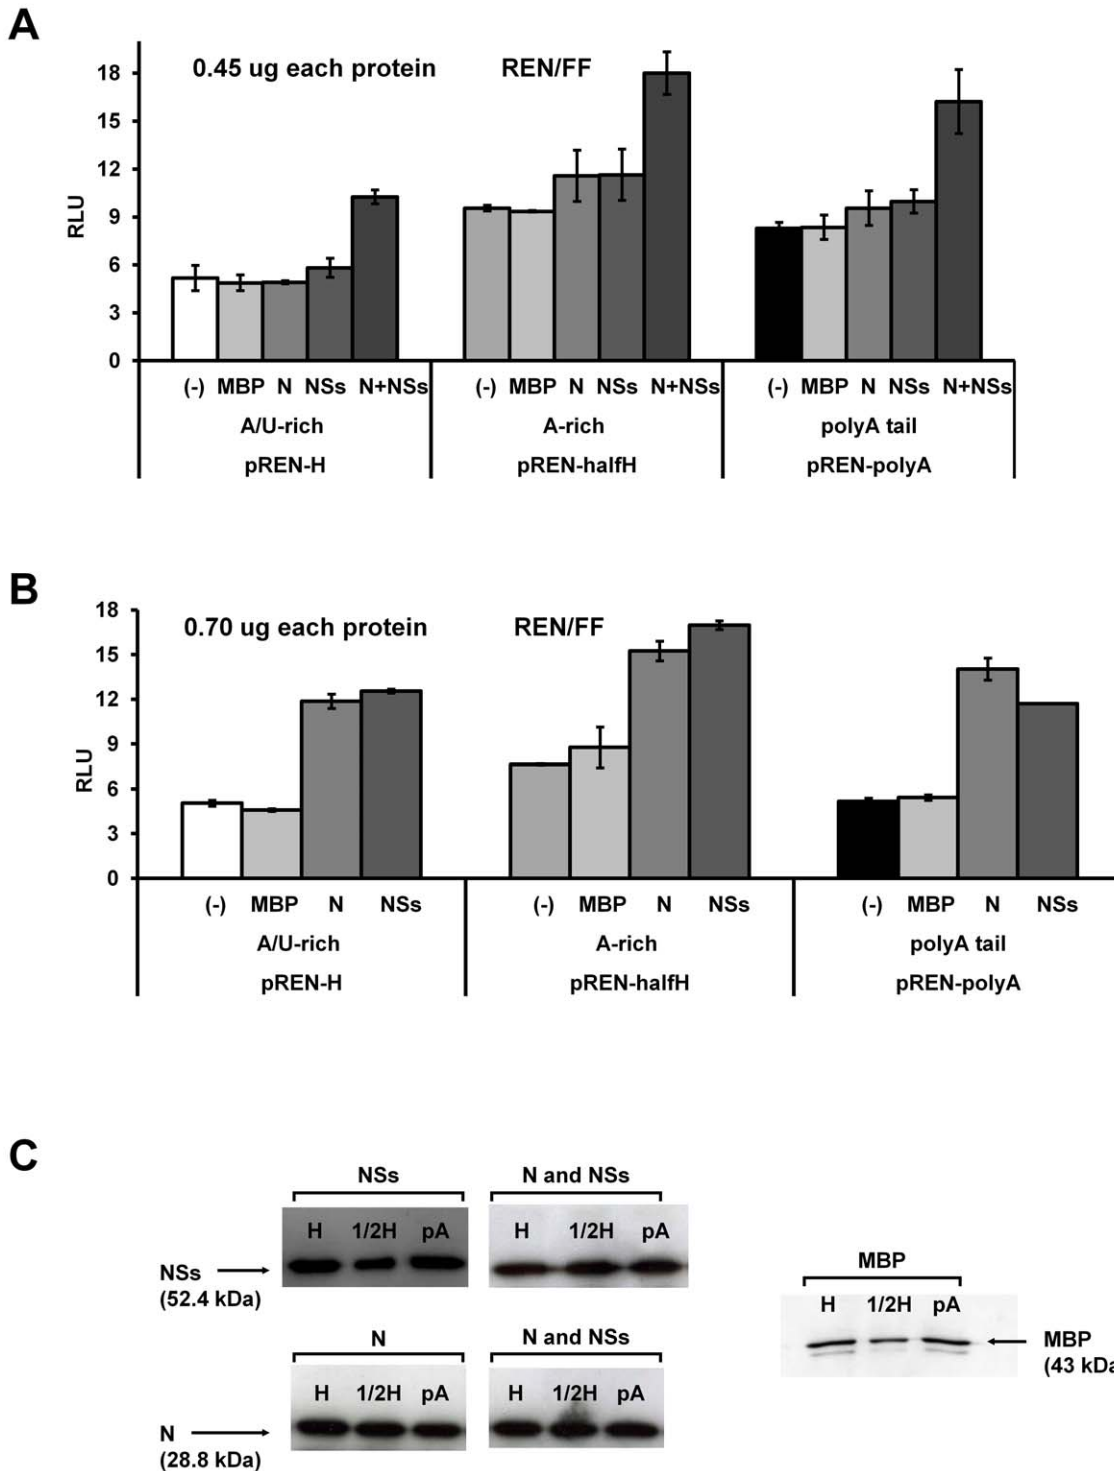 A
0.45 ug each protein REN/FF
RLU
18
15
12
9
6
3
0
(-) MBP N NSs N+NSs (-) MBP N NSs N+NSs (-) MBP N NSs N+NSs
A/U-rich A-rich polyA tail
pREN-H pREN-halfH pREN-polyA
B
0.70 ug each protein REN/FF
RLU
18
15
12
9
6
3
0
(-) MBP N NSs (-) MBP N NSs (-) MBP N NSs
A/U-rich A-rich polyA tail
pREN-H pREN-halfH pREN-polyA
C
NSs N and NSs
H 1/2H pA H 1/2H pA
NSs
(52.4 kDa)
MBP
H 1/2H pA
MBP
(43 kDa
N N and NSs
H 1/2H pA H 1/2H pA
N
(28.8 kDa)